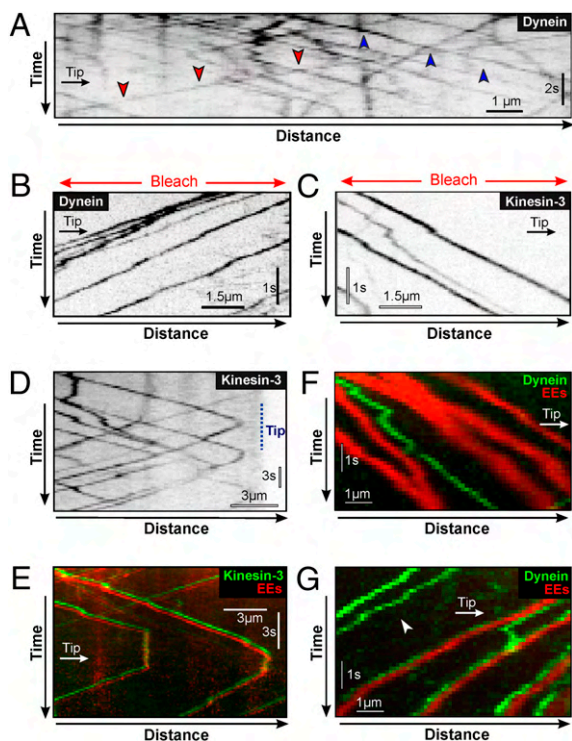 A
Dynein
Time
Tip
2s
1 µm
Distance
B
Bleach
Dynein
Tip
Time
1s
1.5µm
Distance
C
Bleach
Kinesin-3
Tip
Time
1s
1.5µm
Distance
D
Kinesin-3
Time
Tip
3s
3µm
Distance
F
Dynein
EEs
Tip
Time
1s
1µm
Distance
E
Kinesin-3
EEs
3µm
3s
Time
Tip
Distance
G
Dynein
EEs
Tip
Time
1s
1µm
Distance